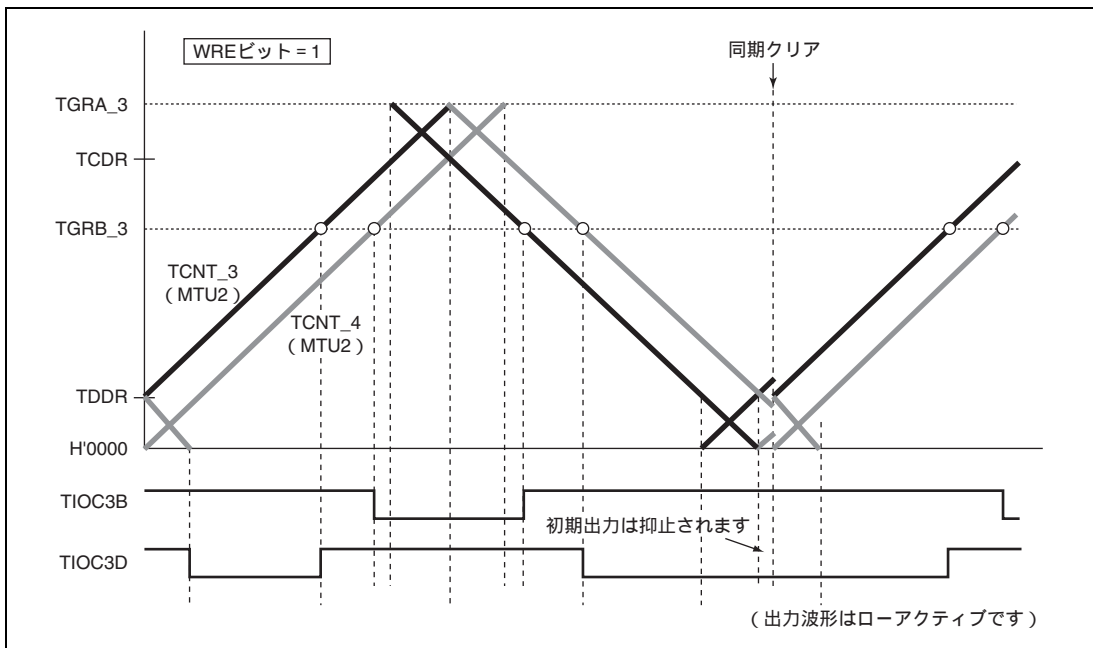 WREビット = 1
同期クリア
TGRA_3
TCDR
TGRB_3
TCNT_3
( MTU2 )
TCNT_4
( MTU2 )
TDDR
H'0000
TIOC3B
初期出力は抑止されます
TIOC3D
( 出力波形はローアクティブです )